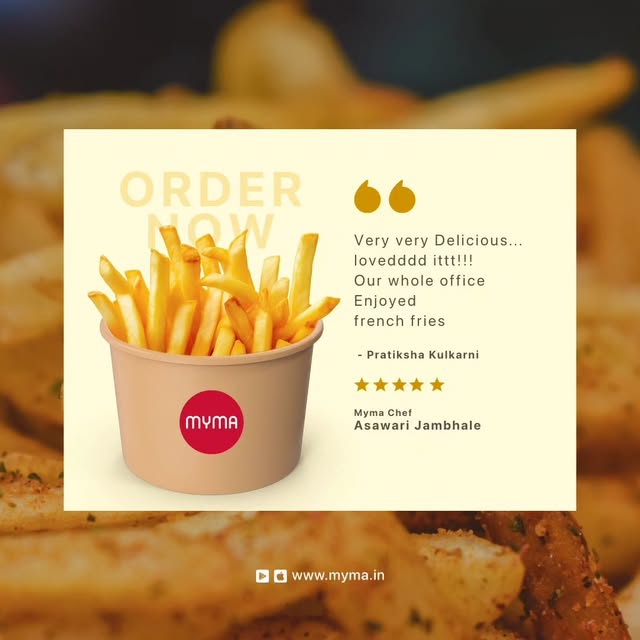 ORDER
NOW
Very very Delicious...
lovedddd ittt!!!
Our whole office
Enjoyed
french fries
- Pratiksha Kulkarni
Myma Chef
Asawari Jambhale
MYMA
www.myma.in